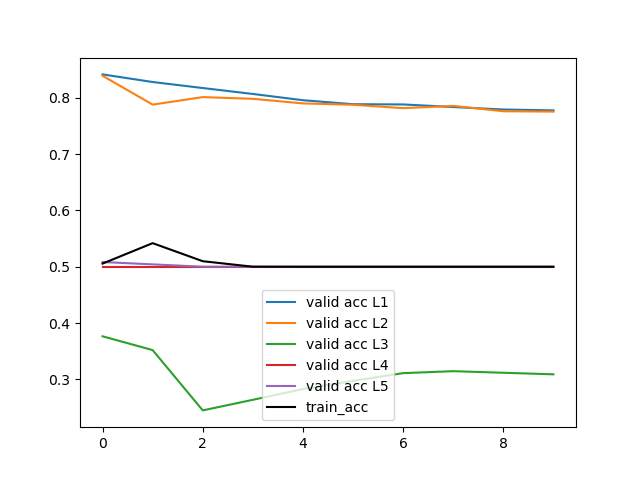 0.8
0.7
0.6
0.5
0.4
0.3
valid acc L1
valid acc L2
valid acc L3
valid acc L4
valid acc L5
train_acc
0 2 4 6 8